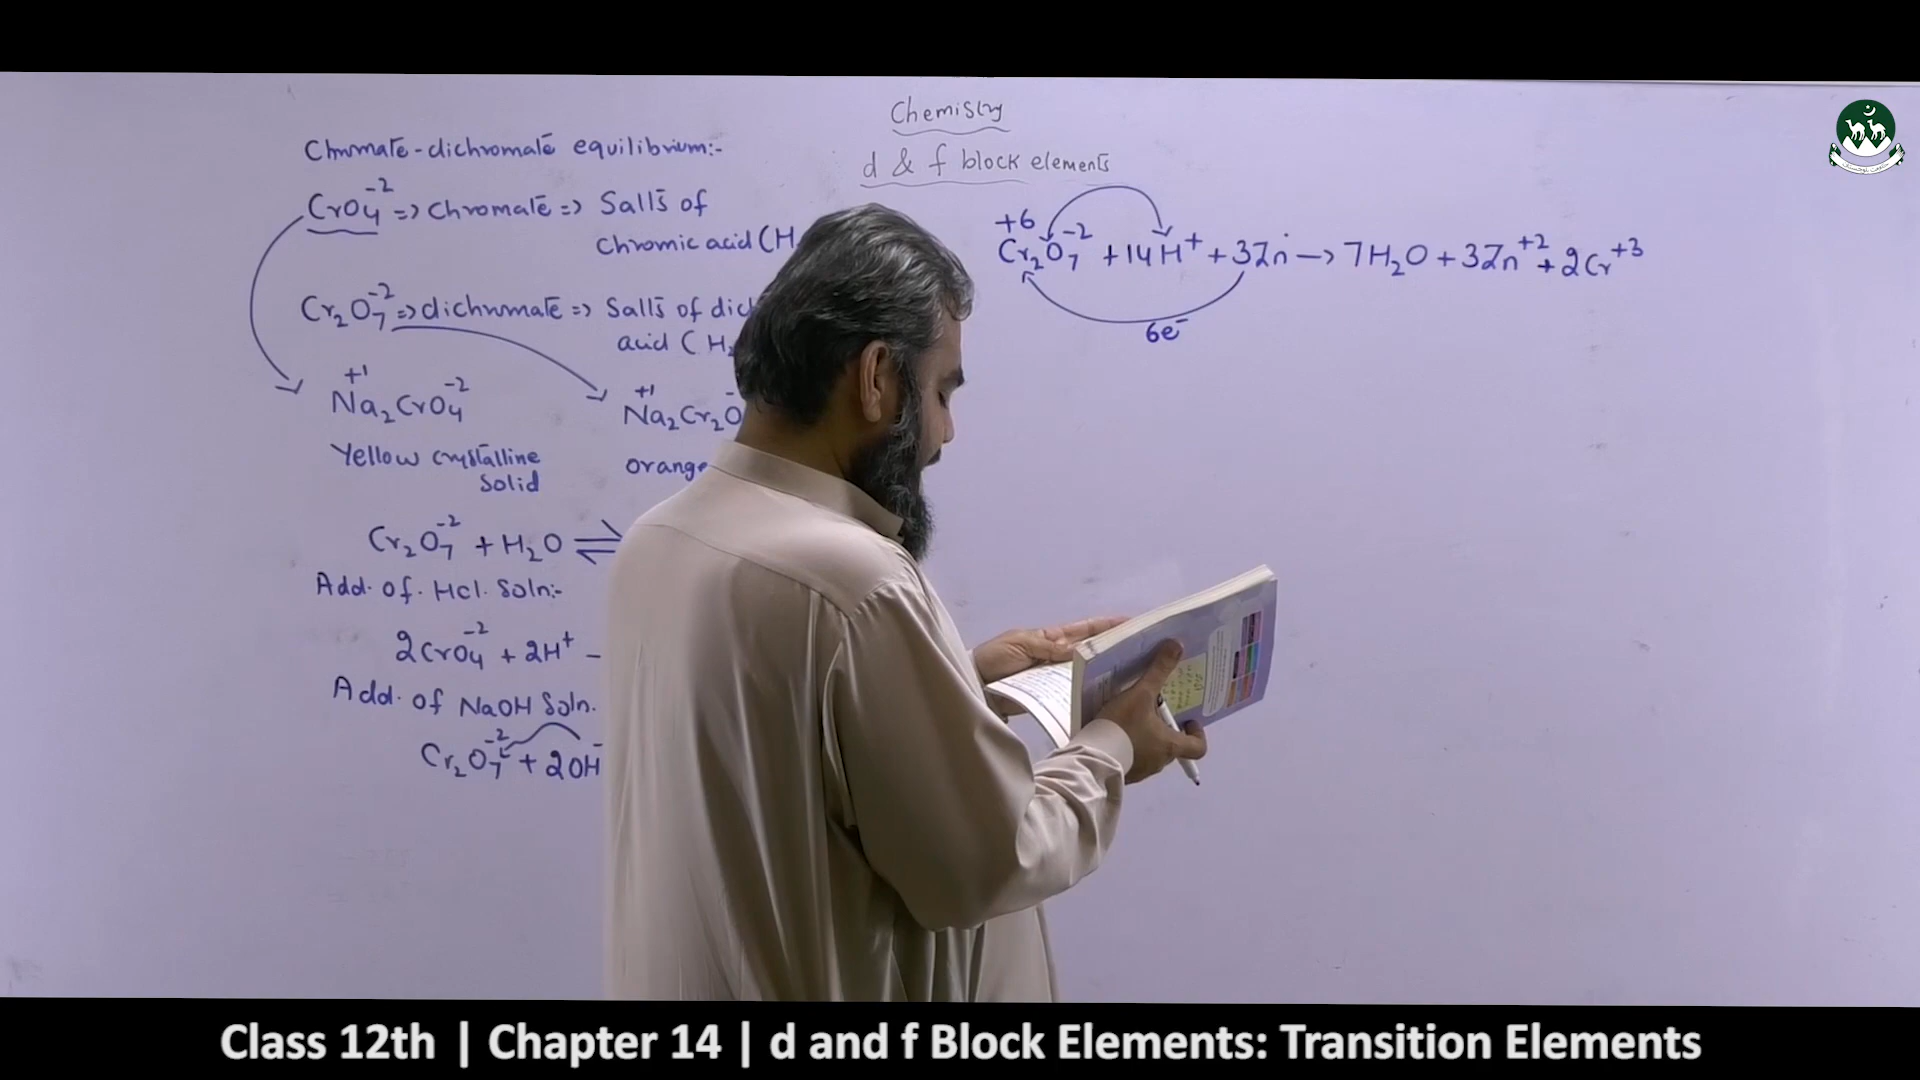 Chemistry
d & f block elements
Chromate-dichromate equilibrium:-
CrO₄⁻² => Chromate => Salts of
Chromic acid (H
Cr₂O₇⁻² => dichromate => Salts of dich
acid (H₂
+1
Na₂CrO₄⁻²
Yellow crystalline
Solid
+1
Na₂Cr₂O
orange
Cr₂O₇⁻² + H₂O ⇌
Add. of. HCl. Soln:-
2CrO₄⁻² + 2H⁺ –
Add. of NaOH Soln.
Cr₂O₇⁻² + 2OH⁻
+6
Cr₂O₇⁻² + 14H⁺ + 3Zn → 7H₂O + 3Zn⁺² + 2Cr⁺³
6e⁻
Class 12th | Chapter 14 | d and f Block Elements: Transition Elements